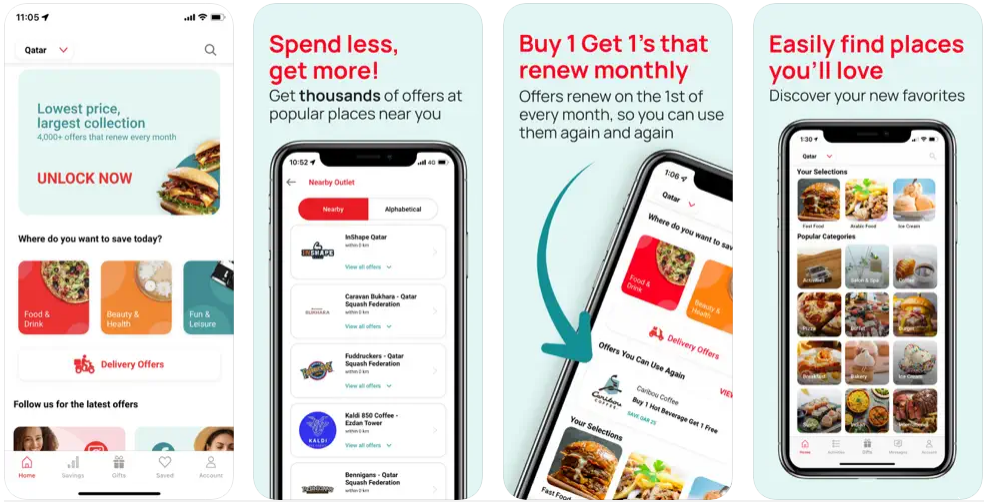 11:05
Qatar
Lowest price,
largest collection
4,000+ offers that renew every month
UNLOCK NOW
Where do you want to save today?
Food &
Drink
Beauty &
Health
Fun &
Leisure
Delivery Offers
Follow us for the latest offers
Home
Savings
Gifts
Saved
Account
Spend less,
get more!
Get thousands of offers at
popular places near you
10:52
4G
Nearby Outlet
Nearby
Alphabetical
INSHAPE
InShape Qatar
within 0 km
View all offers
BUKHARA
Caravan Bukhara - Qatar
Squash Federation
within 0 km
View all offers
Fuddruckers - Qatar
Squash Federation
within 0 km
View all offers
KALDI
Kaldi 850 Coffee -
Ezdan Tower
within 0 km
View all offers
Bennigans - Qatar
Buy 1 Get 1's that
renew monthly
Offers renew on the 1st of
every month, so you can use
them again and again
1:06
Qatar
Where do you want to save
Food &
Drink
Beauty &
Health
Delivery Offers
Offers You Can Use Again
VIEW
Caribou
COFFEE
Caribou Coffee
Buy 1 Hot Beverage Get 1 Free
SAVE QAR 23
Your Selections
Fast Food
Easily find places
you'll love
Discover your new favorites
1:30
Qatar
Your Selections
Fast Food
Arabic Food
Ice Cream
Popular Categories
Activities
Salon & Spa
Coffee
Pizza
Buffet
Burger
Breakfast
Bakery
Ice Cream
Home
Activities
Gifts
Messages
Account